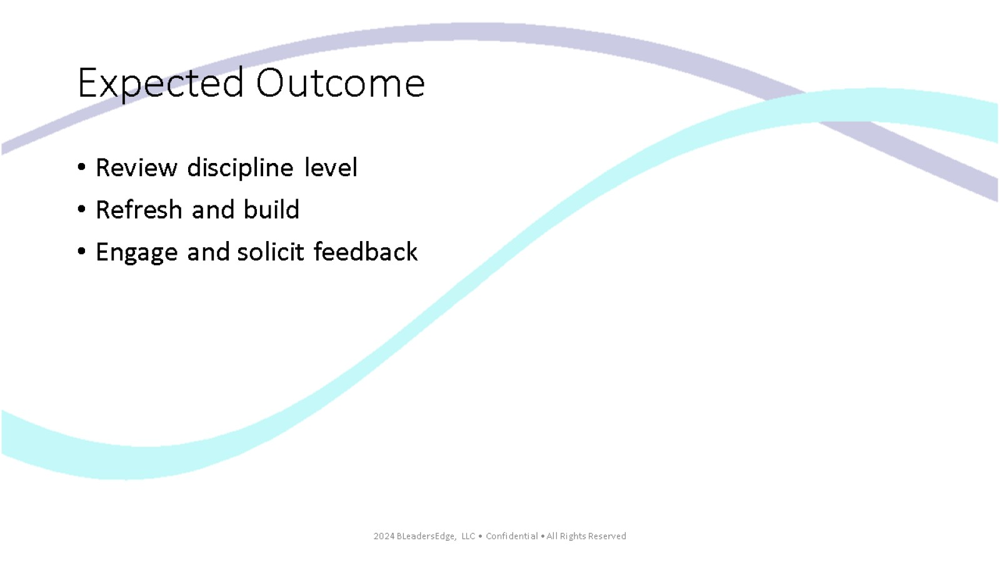 Expected Outcome
• Review discipline level
• Refresh and build
• Engage and solicit feedback
2024 BLeadersEdge, LLC • Confidential • All Rights Reserved